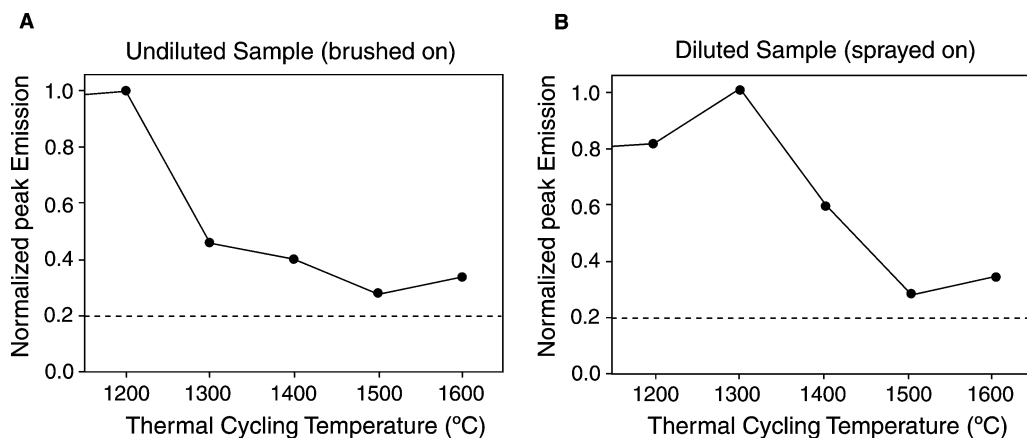 A
Undiluted Sample (brushed on)
Normalized peak Emission
1.0
0.8
0.6
0.4
0.2
0.0
1200 1300 1400 1500 1600
Thermal Cycling Temperature (ºC)
B
Diluted Sample (sprayed on)
Normalized peak Emission
1.0
0.8
0.6
0.4
0.2
0.0
1200 1300 1400 1500 1600
Thermal Cycling Temperature (ºC)